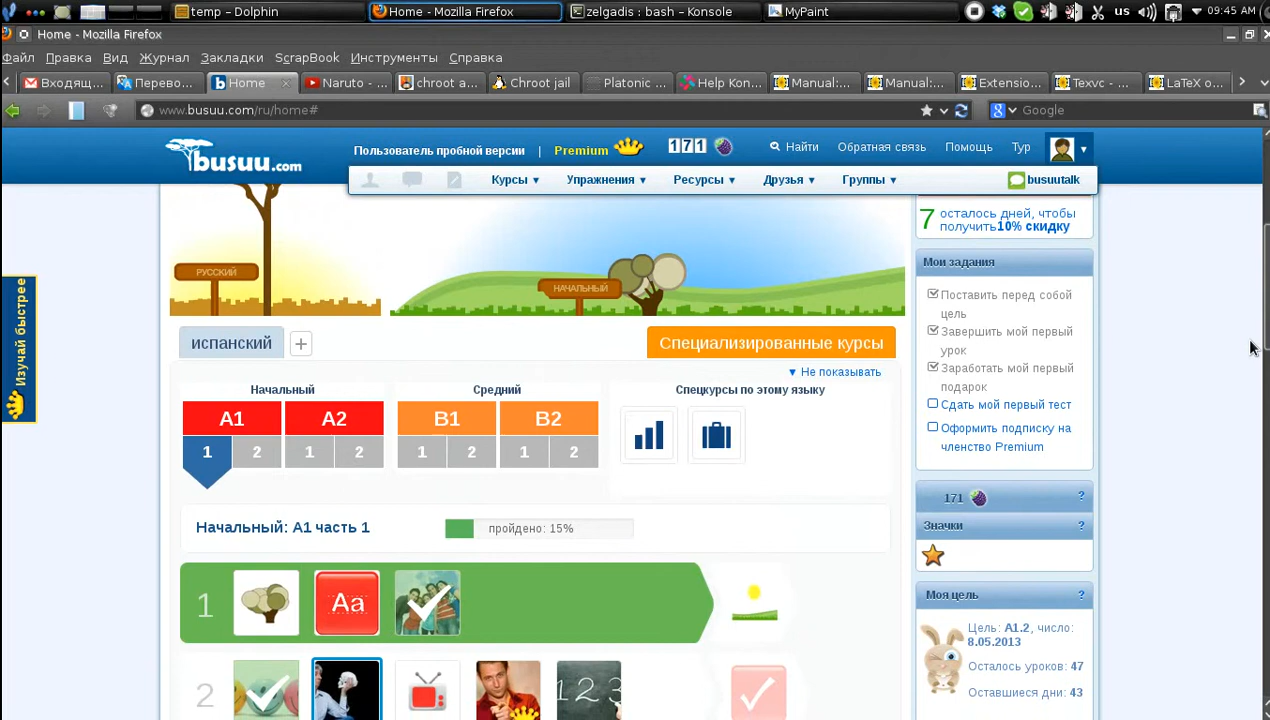 temp – Dolphin
Home - Mozilla Firefox
zelgadis : bash – Konsole
MyPaint
us
09:45 AM
Home - Mozilla Firefox
Файл Правка Вид Журнал Закладки ScrapBook Инструменты Справка
Входящ...
Перево...
Home
Naruto - ...
chroot a...
Chroot jail
Platonic ...
Help Kon...
Manual:...
Manual:...
Extensio...
Texvc - ...
LaTeX o...
www.busuu.com/ru/home#
Google
busuu.com
Пользователь пробной версии | Premium
171
Найти Обратная связь Помощь Тур
Курсы Упражнения Ресурсы Друзья Группы
busuutalk
Изучай быстрее
РУССКИЙ
НАЧАЛЬНЫЙ
7 осталось дней, чтобы
получить10% скидку
испанский +
Специализированные курсы
Не показывать
Начальный Средний Спецкурсы по этому языку
A1 A2 B1 B2
1 2 1 2 1 2 1 2
Начальный: A1 часть 1
пройдено: 15%
1 Aa
2 1 2 3
Мои задания
Поставить перед собой
цель
Завершить мой первый
урок
Заработать мой первый
подарок
Сдать мой первый тест
Оформить подписку на
членство Premium
171 ?
Значки ?
Моя цель ?
Цель: A1.2, число:
8.05.2013
Осталось уроков: 47
Оставшиеся дни: 43